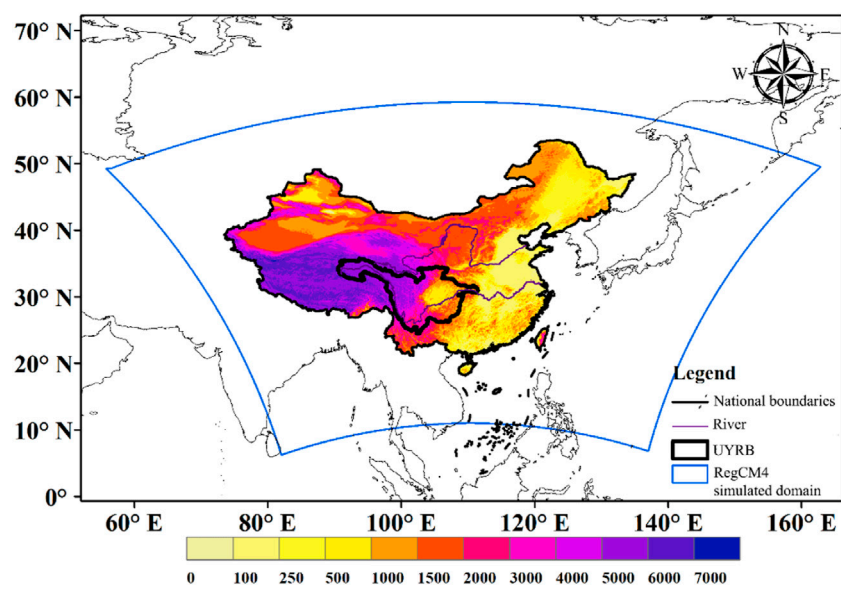 70° N
60° N
50° N
40° N
30° N
20° N
10° N
0°
N
W E
S
Legend
National boundaries
River
UYRB
RegCM4
simulated domain
60° E 80° E 100° E 120° E 140° E 160° E
0 100 250 500 1000 1500 2000 3000 4000 5000 6000 7000